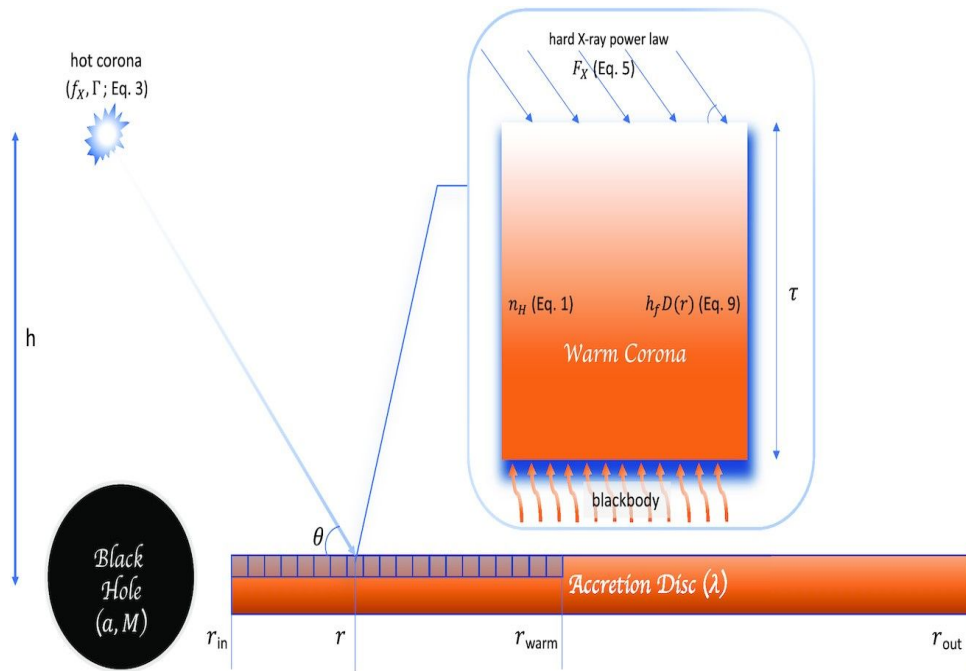 hot corona
(f_X, Γ ; Eq. 3)
h
Black
Hole
(a, M)
hard X-ray power law
F_X (Eq. 5)
n_H (Eq. 1)
h_f D(r) (Eq. 9)
Warm Corona
τ
blackbody
θ
Accretion Disc (λ)
r_in
r
r_warm
r_out